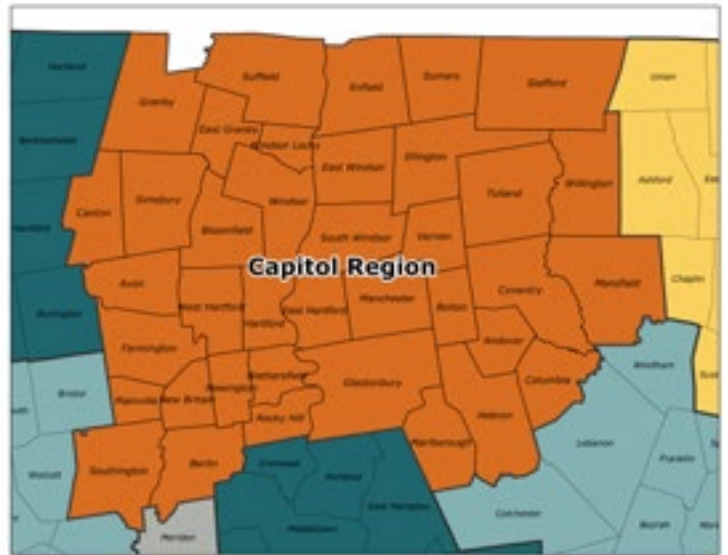 Hartland
Suffield
Enfield
Somers
Stafford
Union
Granby
East Granby
Windsor Locks
Barkhamsted
East Windsor
Ellington
Willington
Ashford
Simsbury
Canton
Windsor
Tolland
Bloomfield
South Windsor
Vernon
Capitol Region
Avon
Mansfield
Chaplin
West Hartford
Hartford
East Hartford
Manchester
Bolton
Coventry
Burlington
Farmington
Andover
Newington
Wethersfield
Glastonbury
Columbia
Windham
Bristol
Plainville
New Britain
Rocky Hill
Hebron
Marlborough
Lebanon
Southington
Berlin
Cromwell
Portland
Franklin
Wolcott
East Hampton
Middletown
Colchester
Bozrah
Meriden